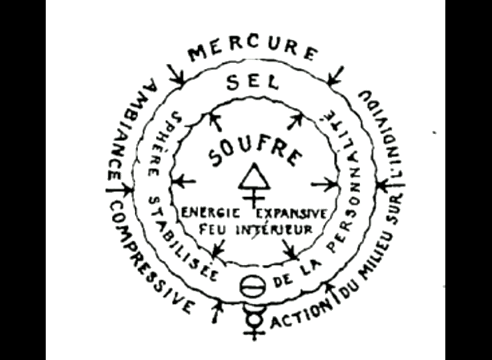 MERCURE
AMBIANCE COMPRESSIVE
ACTION DU MILIEU SUR L'INDIVIDU
SEL
SPHÈRE STABILISÉE
DE LA PERSONNALITÉ
SOUFRE
ENERGIE EXPANSIVE
FEU INTÉRIEUR